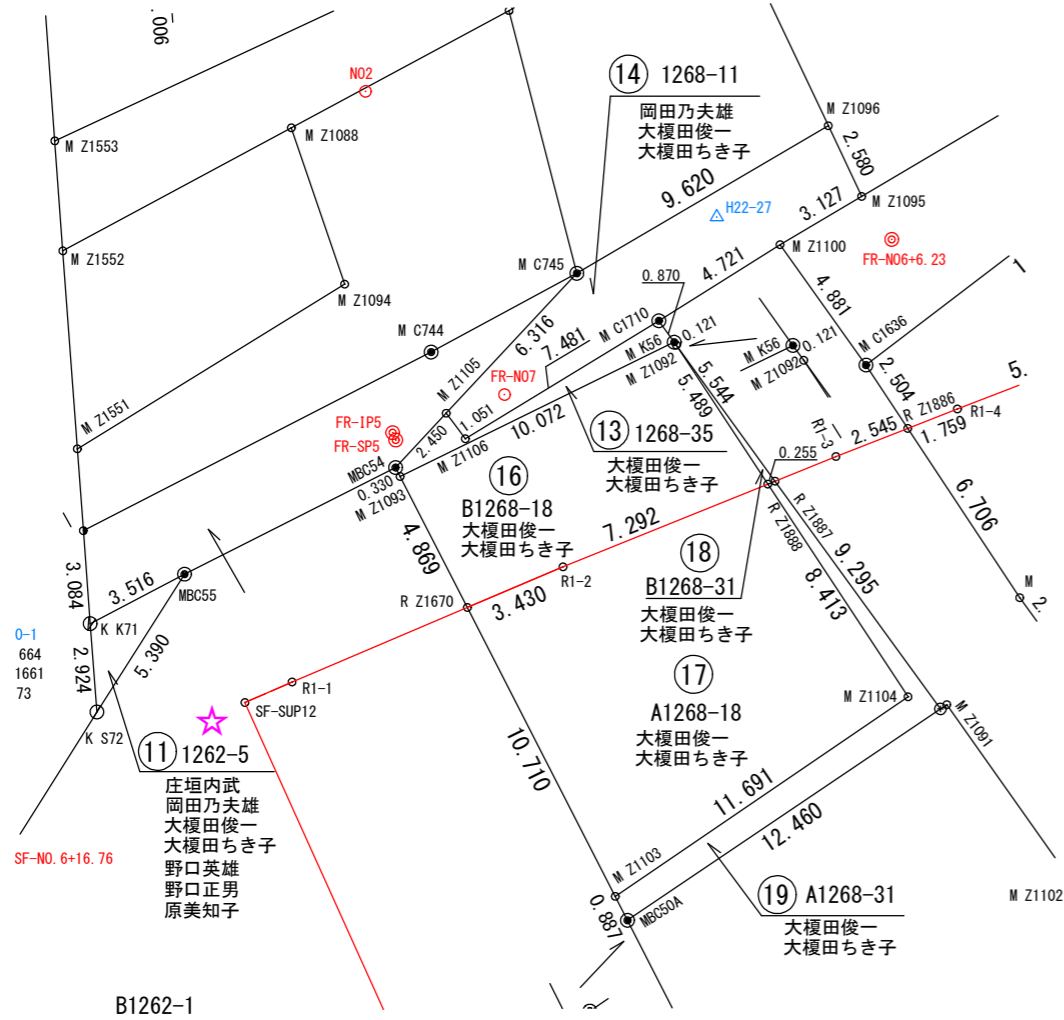 .006
NO2
M Z1553
M Z1088
⑭ 1268-11
岡田乃夫雄
大榎田俊一
大榎田ちき子
M Z1096
2.580
9.620
H22-27
3.127
M Z1095
M Z1552
M Z1100
FR-NO6+6.23
M C745
4.721
0.870
M Z1094
4.881
1
M C1710
M C744
6.316
7.481
M K56
0.121
M Z1092
M K56
0.121
M Z1092
M C1636
FR-NO7
5.544
5.489
2.504
5.
M Z1105
M Z1551
1.051
10.072
R Z1886
R1-4
FR-IP5
FR-SP5
2.450
⑬ 1268-35
大榎田俊一
大榎田ちき子
R1-3
2.545
1.759
M Z1106
MBC54
0.330
M Z1093
0.255
⑯
B1268-18
大榎田俊一
大榎田ちき子
7.292
R Z1887
R Z1888
6.706
4.869
⑱
B1268-31
大榎田俊一
大榎田ちき子
9.295
8.413
3.084
3.516
MBC55
R1-2
R Z1670
3.430
M
2.
K K71
0-1
664
1661
73
2.924
5.390
R1-1
SF-SUP12
⑰
A1268-18
大榎田俊一
大榎田ちき子
M Z1104
M Z1091
K S72
10.710
⑪ 1262-5
庄垣内武
岡田乃夫雄
大榎田俊一
大榎田ちき子
野口英雄
野口正男
原美知子
11.691
12.460
SF-NO.6+16.76
M Z1103
0.887
MBC50A
⑲ A1268-31
大榎田俊一
大榎田ちき子
M Z1102
B1262-1